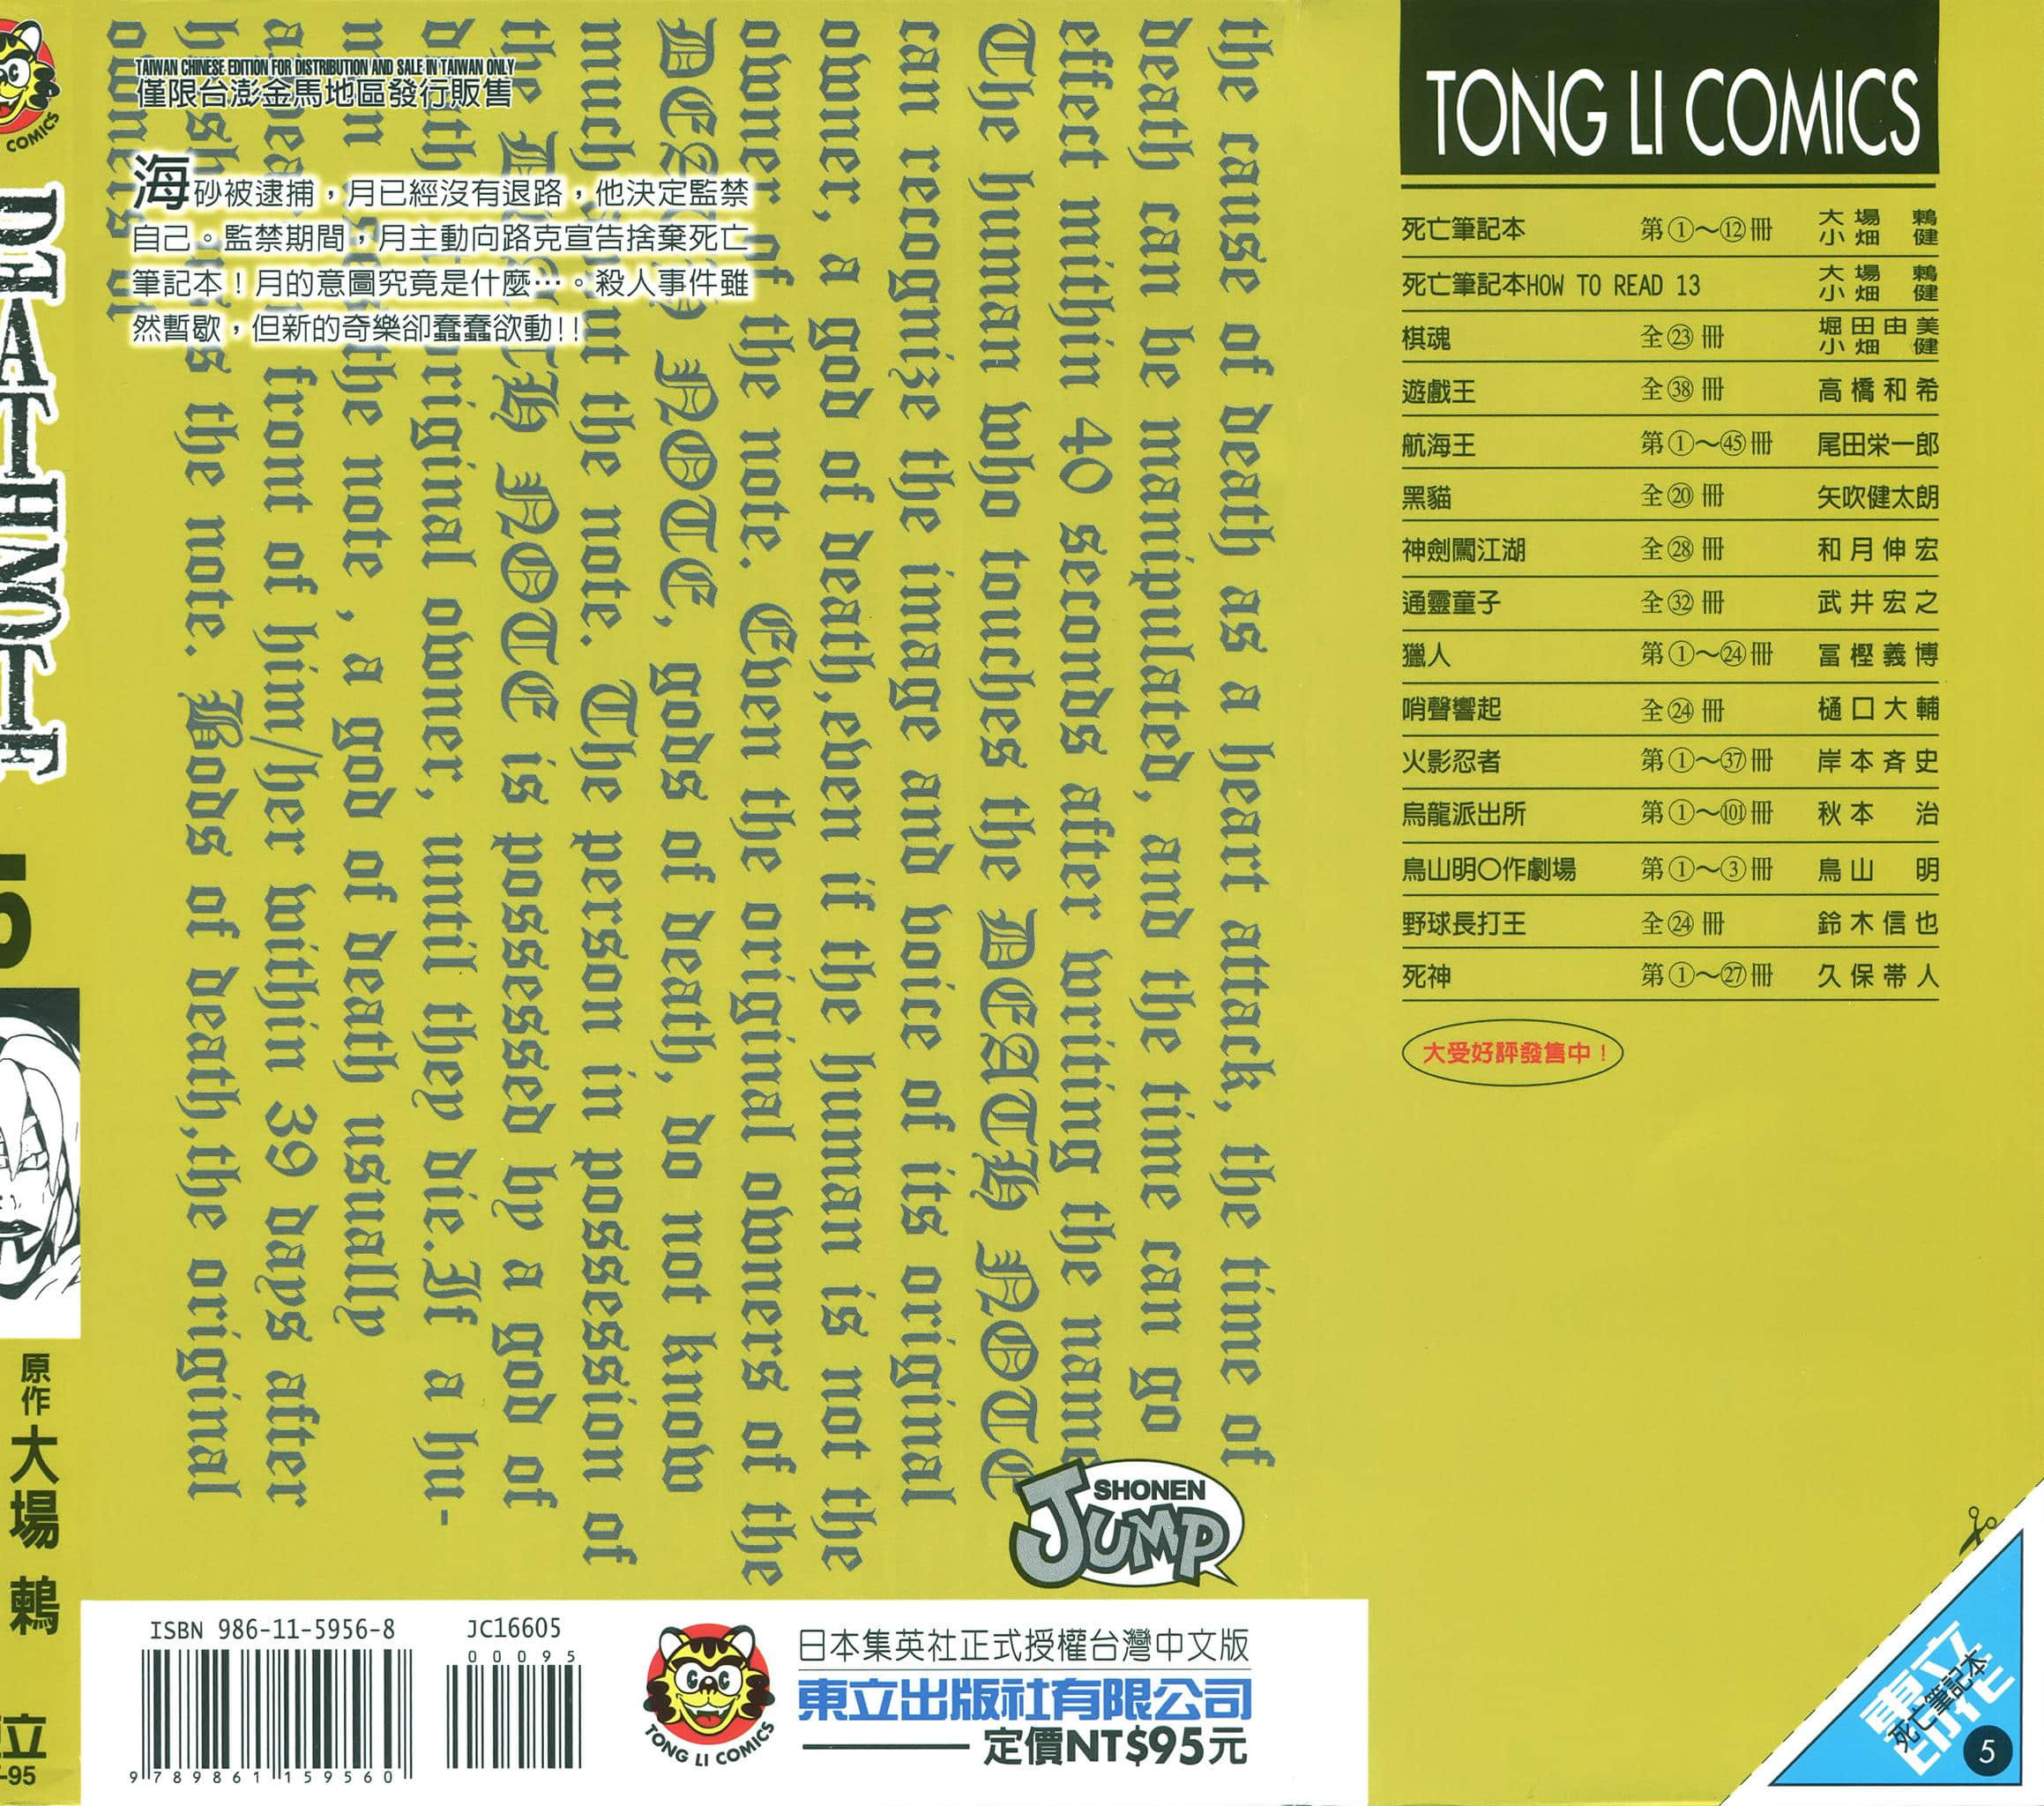 COMICS
DEATH NOTE
5
原作
大場
鶇
立
-95
TAIWAN CHINESE EDITION FOR DISTRIBUTION AND SALE IN TAIWAN ONLY
僅限台澎金馬地區發行販售
海砂被逮捕，月已經沒有退路，他決定監禁
自己。監禁期間，月主動向路克宣告捨棄死亡
筆記本！月的意圖究竟是什麼…。殺人事件雖
然暫歇，但新的奇樂卻蠢蠢欲動!!
the cause of death as a heart attack, the time of
death can be manipulated, and the time can go
effect within 40 seconds after writing the name
The human who touches the DEATH NOTE
can recognize the image and voice of its original
owner, a god of death,even if the human is not the
owner of the note. Even the original owners of the
DEATH NOTE, gods of death, do not know
much about the note. The person in possession of
the DEATH NOTE is possessed by a god of
death, original owner, until they die.If a hu-
man the note , a god of death usually
appears front of him/her within 39 days after
he/sh the note. Gods of death,the original
owners of
SHONEN
JUMP
ISBN 986-11-5956-8
JC16605
00095
9789861159560
TONG LI COMICS
日本集英社正式授權台灣中文版
東立出版社有限公司
定價NT$95元
TONG LI COMICS
死亡筆記本 第①～⑫冊 大場鶇 小畑健
死亡筆記本HOW TO READ 13 大場鶇 小畑健
棋魂 全㉓冊 堀田由美 小畑健
遊戲王 全㊳冊 高橋和希
航海王 第①～㊺冊 尾田栄一郎
黑貓 全⑳冊 矢吹健太朗
神劍闖江湖 全㉘冊 和月伸宏
通靈童子 全㉜冊 武井宏之
獵人 第①～㉔冊 冨樫義博
哨聲響起 全㉔冊 樋口大輔
火影忍者 第①～㊲冊 岸本斉史
烏龍派出所 第①～(101)冊 秋本治
鳥山明〇作劇場 第①～③冊 鳥山明
野球長打王 全㉔冊 鈴木信也
死神 第①～㉗冊 久保帯人
大受好評發售中！
東立
印花
死亡筆記本
5